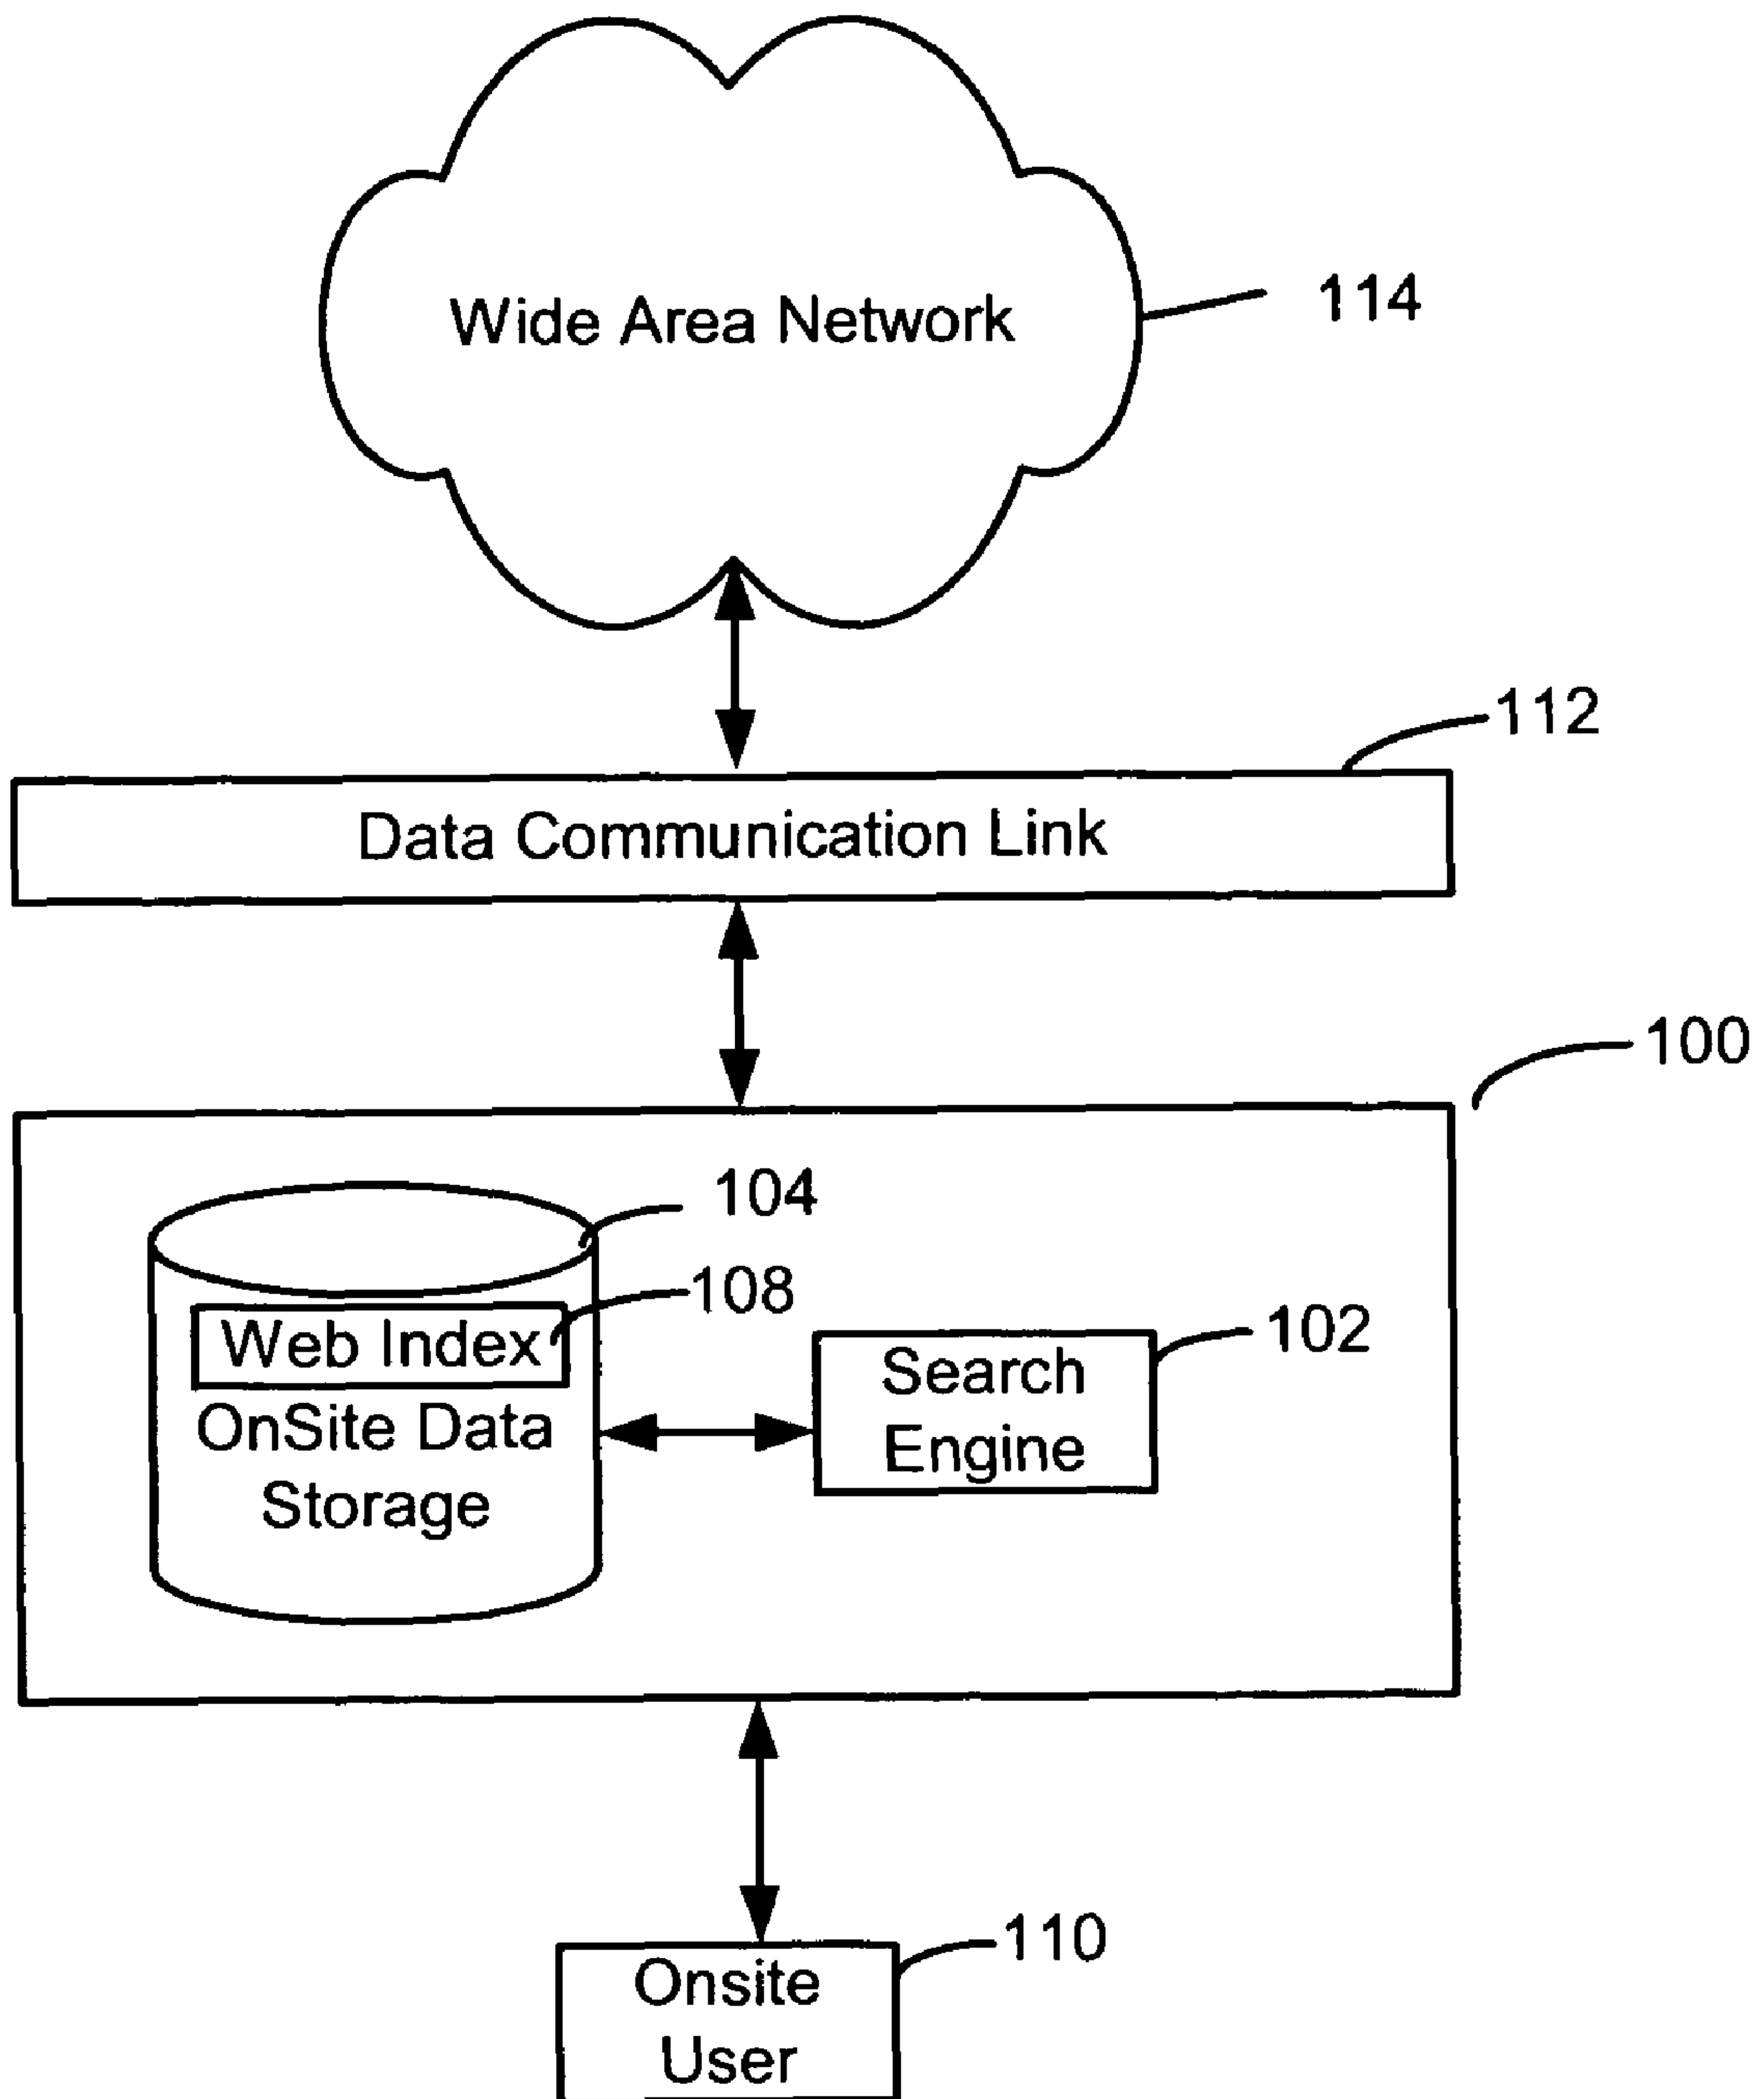 Wide Area Network
114
112
Data Communication Link
100
104
108
Web Index
102
Search
Engine
OnSite Data
Storage
110
Onsite
User